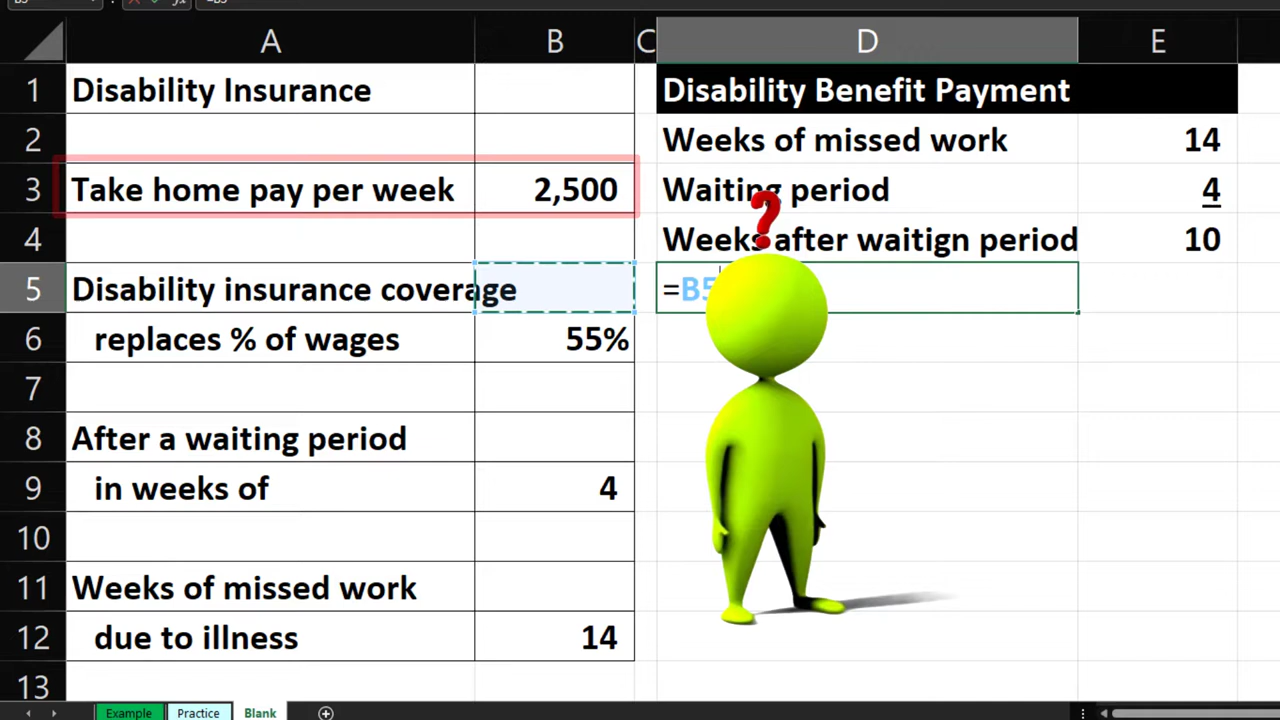 =B5
A B C D E
1 Disability Insurance Disability Benefit Payment
2 Weeks of missed work 14
3 Take home pay per week 2,500 Waiting period 4
4 Weeks after waitign period 10
5 Disability insurance coverage =B5
6 replaces % of wages 55%
7
8 After a waiting period
9 in weeks of 4
10
11 Weeks of missed work
12 due to illness 14
13
?
Example Practice Blank